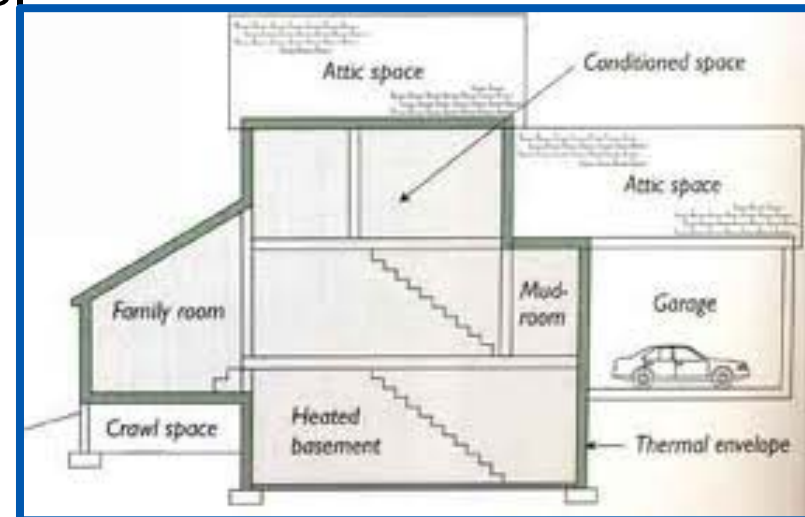 Attic space
Conditioned space
Attic space
Family room
Mud-
room
Garage
Crawl space
Heated
basement
Thermal envelope